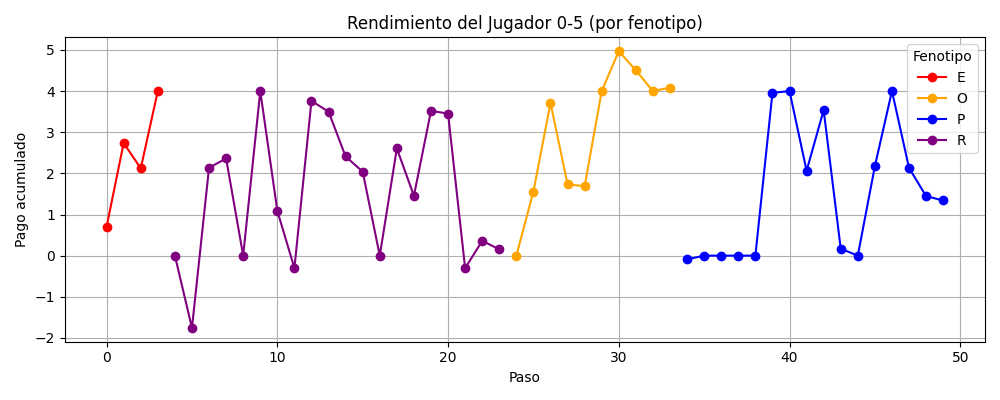 Rendimiento del Jugador 0-5 (por fenotipo)
Pago acumulado
5
4
3
2
1
0
−1
−2
0
10
20
30
40
50
Paso
Fenotipo
E
O
P
R